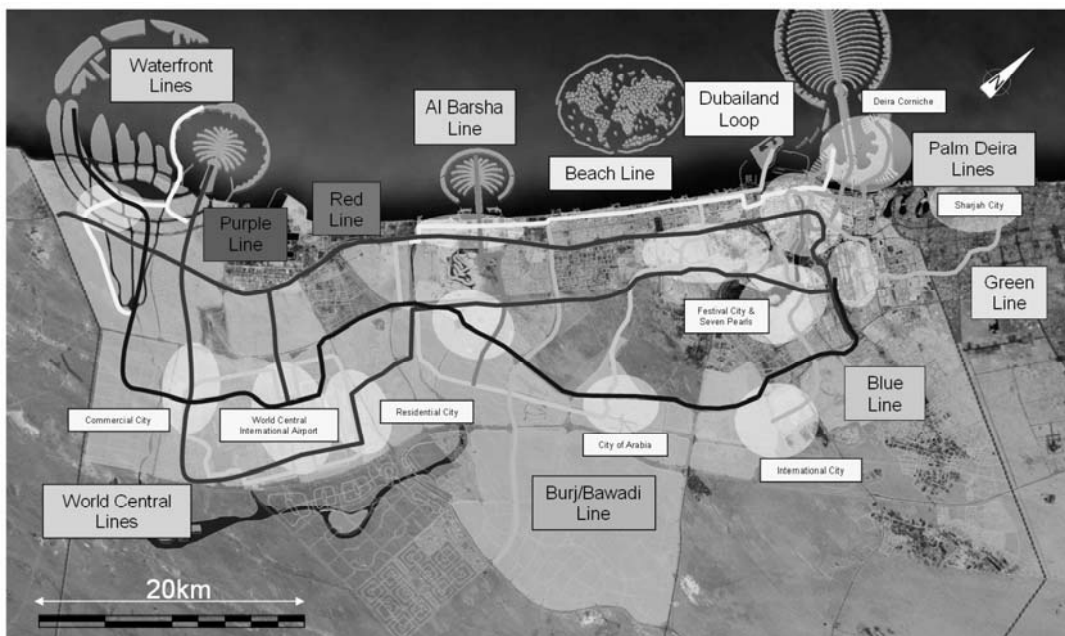 Waterfront
Lines
Al Barsha
Line
Dubailand
Loop
Deira Corniche
Beach Line
Palm Deira
Lines
Sharjah City
Purple
Line
Red
Line
Green
Line
Festival City &
Seven Pearls
Blue
Line
Commercial City
World Central
International Airport
Residential City
City of Arabia
International City
World Central
Lines
Burj/Bawadi
Line
20km
N